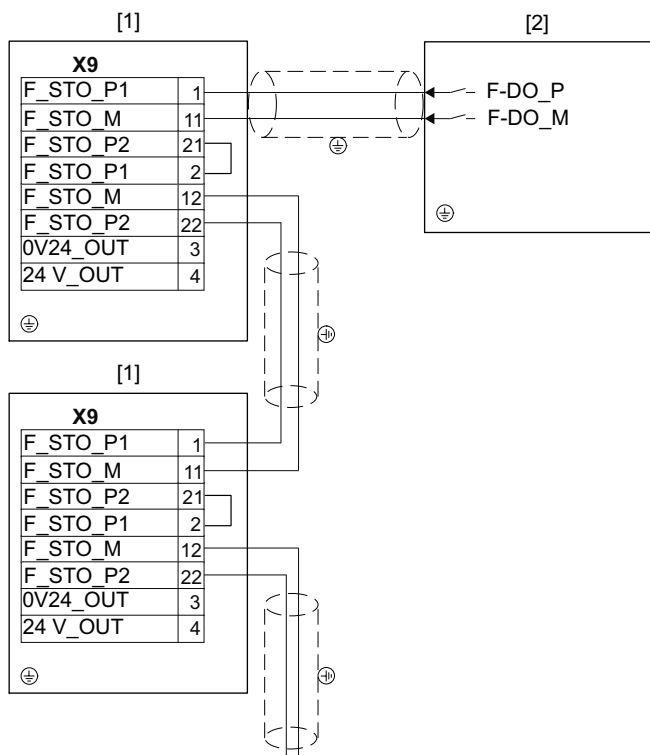 [1]
[2]
X9
F_STO_P1 1
F_STO_M 11
F_STO_P2 21
F_STO_P1 2
F_STO_M 12
F_STO_P2 22
0V24_OUT 3
24 V_OUT 4
F-DO_P
F-DO_M
[1]
X9
F_STO_P1 1
F_STO_M 11
F_STO_P2 21
F_STO_P1 2
F_STO_M 12
F_STO_P2 22
0V24_OUT 3
24 V_OUT 4